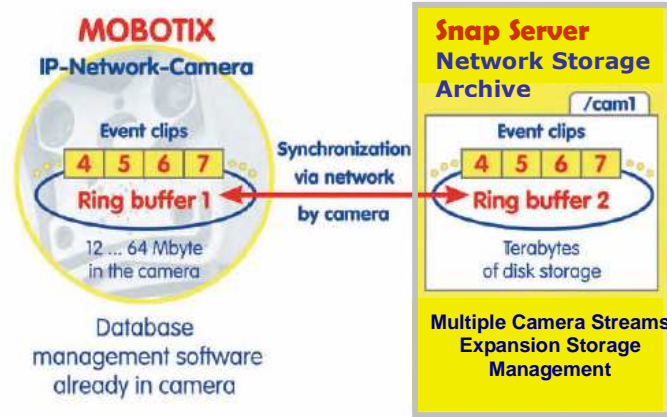 MOBOTIX
IP-Network-Camera
Event clips
4 5 6 7
Ring buffer 1
12 ... 64 Mbyte
in the camera
Database
management software
already in camera
Synchronization
via network
by camera
Snap Server
Network Storage
Archive
/cam1
Event clips
4 5 6 7
Ring buffer 2
Terabytes
of disk storage
Multiple Camera Streams
Expansion Storage
Management